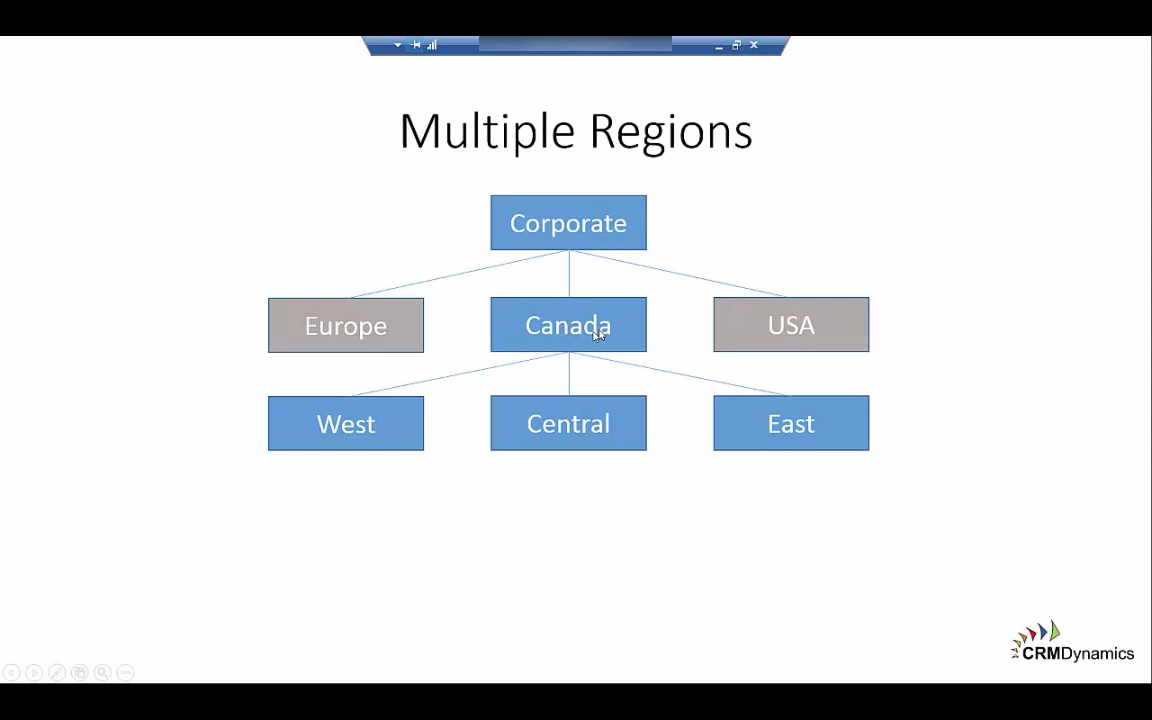 Multiple Regions
Corporate
Europe
Canada
USA
West
Central
East
CRMDynamics